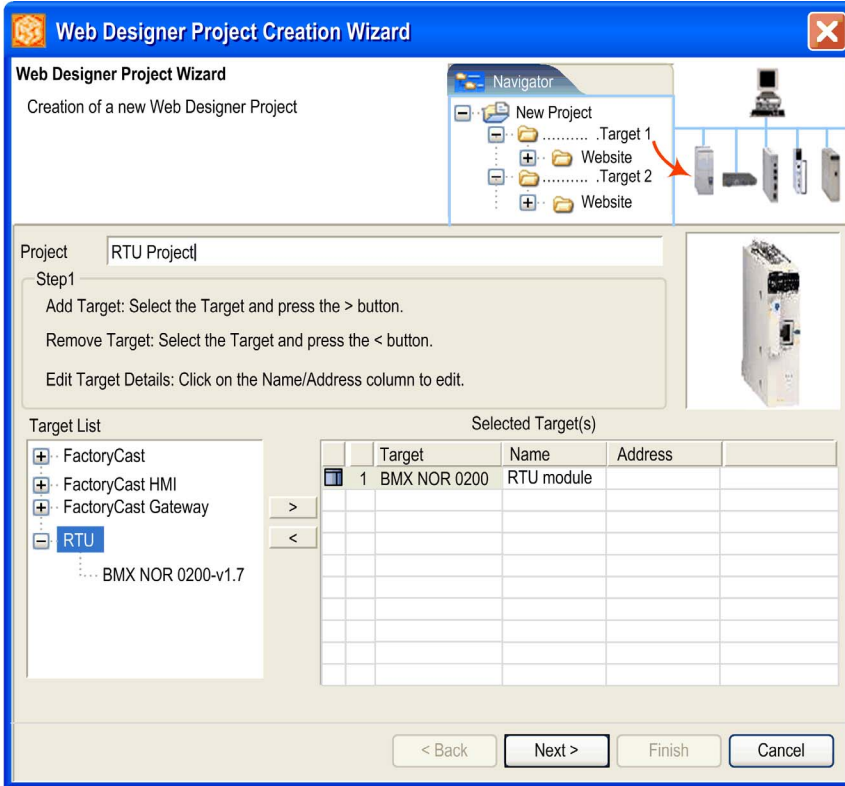 Web Designer Project Creation Wizard
Web Designer Project Wizard
Creation of a new Web Designer Project
Navigator
New Project
.......... .Target 1
Website
.......... .Target 2
Website
Project RTU Project
Step1
Add Target: Select the Target and press the > button.
Remove Target: Select the Target and press the < button.
Edit Target Details: Click on the Name/Address column to edit.
Target List
FactoryCast
FactoryCast HMI
FactoryCast Gateway
RTU
BMX NOR 0200-v1.7
>
<
Selected Target(s)
Target Name Address
1 BMX NOR 0200 RTU module
< Back Next > Finish Cancel